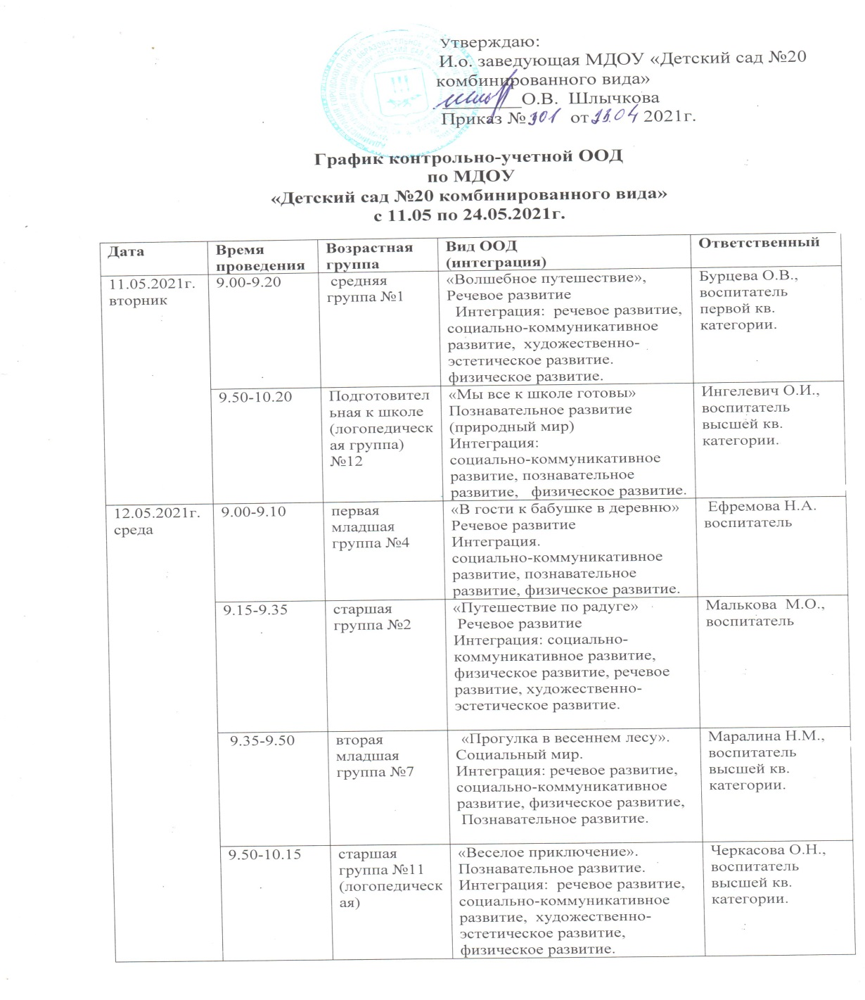 Утверждаю:
И.о. заведующая МДОУ «Детский сад №20
комбинированного вида»
О.В. Шлычкова
Приказ № 301 от 2021г.
График контрольно-учетной ООД
по МДОУ
«Детский сад №20 комбинированного вида»
с 11.05 по 24.05.2021г.
Дата
Время
проведения
Возрастная
группа
Вид ООД
(интеграция)
Ответственный
11.05.2021г.
вторник
9.00-9.20
средняя
группа №1
«Волшебное путешествие»,
Речевое развитие
Интеграция: речевое развитие,
социально-коммуникативное
развитие, художественно-
эстетическое развитие.
физическое развитие.
Бурцева О.В.,
воспитатель
первой кв.
категории.
9.50-10.20
Подготовител
ьная к школе
(логопедическ
ая группа)
№12
«Мы все к школе готовы»
Познавательное развитие
(природный мир)
Интеграция:
социально-коммуникативное
развитие, познавательное
развитие, физическое развитие.
Ингелевич О.И.,
воспитатель
высшей кв.
категории.
12.05.2021г.
среда
9.00-9.10
первая
младшая
группа №4
«В гости к бабушке в деревню»
Речевое развитие
Интеграция.
социально-коммуникативное
развитие, познавательное
развитие, физическое развитие.
Ефремова Н.А.
воспитатель
9.15-9.35
старшая
группа №2
«Путешествие по радуге»
Речевое развитие
Интеграция: социально-
коммуникативное развитие,
физическое развитие, речевое
развитие, художественно-
эстетическое развитие.
Малькова М.О.,
воспитатель
9.35-9.50
вторая
младшая
группа №7
«Прогулка в весеннем лесу».
Социальный мир.
Интеграция: речевое развитие,
социально-коммуникативное
развитие, физическое развитие,
Познавательное развитие.
Маралина Н.М.,
воспитатель
высшей кв.
категории.
9.50-10.15
старшая
группа №11
(логопедическ
ая)
«Веселое приключение».
Познавательное развитие.
Интеграция: речевое развитие,
социально-коммуникативное
развитие, художественно-
эстетическое развитие,
физическое развитие.
Черкасова О.Н.,
воспитатель
высшей кв.
категории.